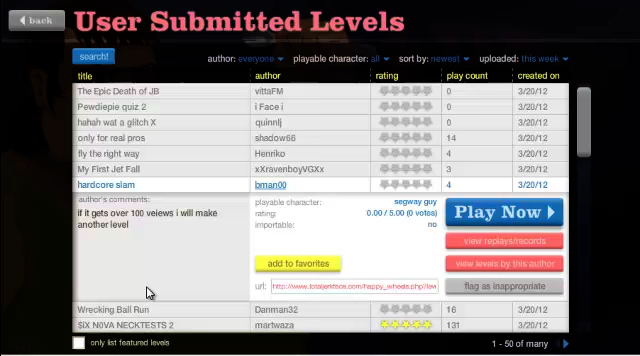 back
User Submitted Levels
search!
author: everyone playable character: all sort by: newest uploaded: this week
title author rating play count created on
The Epic Death of JB vittaFM 0 3/20/12
Pewdiepie quiz 2 i Face i 0 3/20/12
hahah wat a glitch X quinnlj 0 3/20/12
only for real pros shadow66 14 3/20/12
fly the right way Henriko 4 3/20/12
My First Jet Fall xXravenboyVGXx 3 3/20/12
hardcore slam bman00 4 3/20/12
author's comments:
if it gets over 100 veiews i will make
another level
playable character: segway guy
rating: 0.00 / 5.00 (0 votes)
importable: no
Play Now
view replays/records
add to favorites
view levels by this author
url: http://www.totaljerkface.com/happy_wheels.php?lev
flag as inappropriate
Wrecking Ball Run Danman32 16 3/20/12
SIX N0VA NECKTESTS 2 martwaza 131 3/20/12
only list featured levels
1 - 50 of many